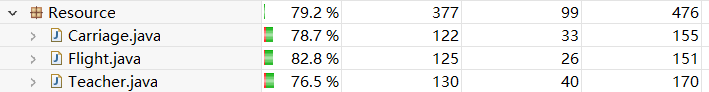 Resource 79.2 % 377 99 476
Carriage.java 78.7 % 122 33 155
Flight.java 82.8 % 125 26 151
Teacher.java 76.5 % 130 40 170